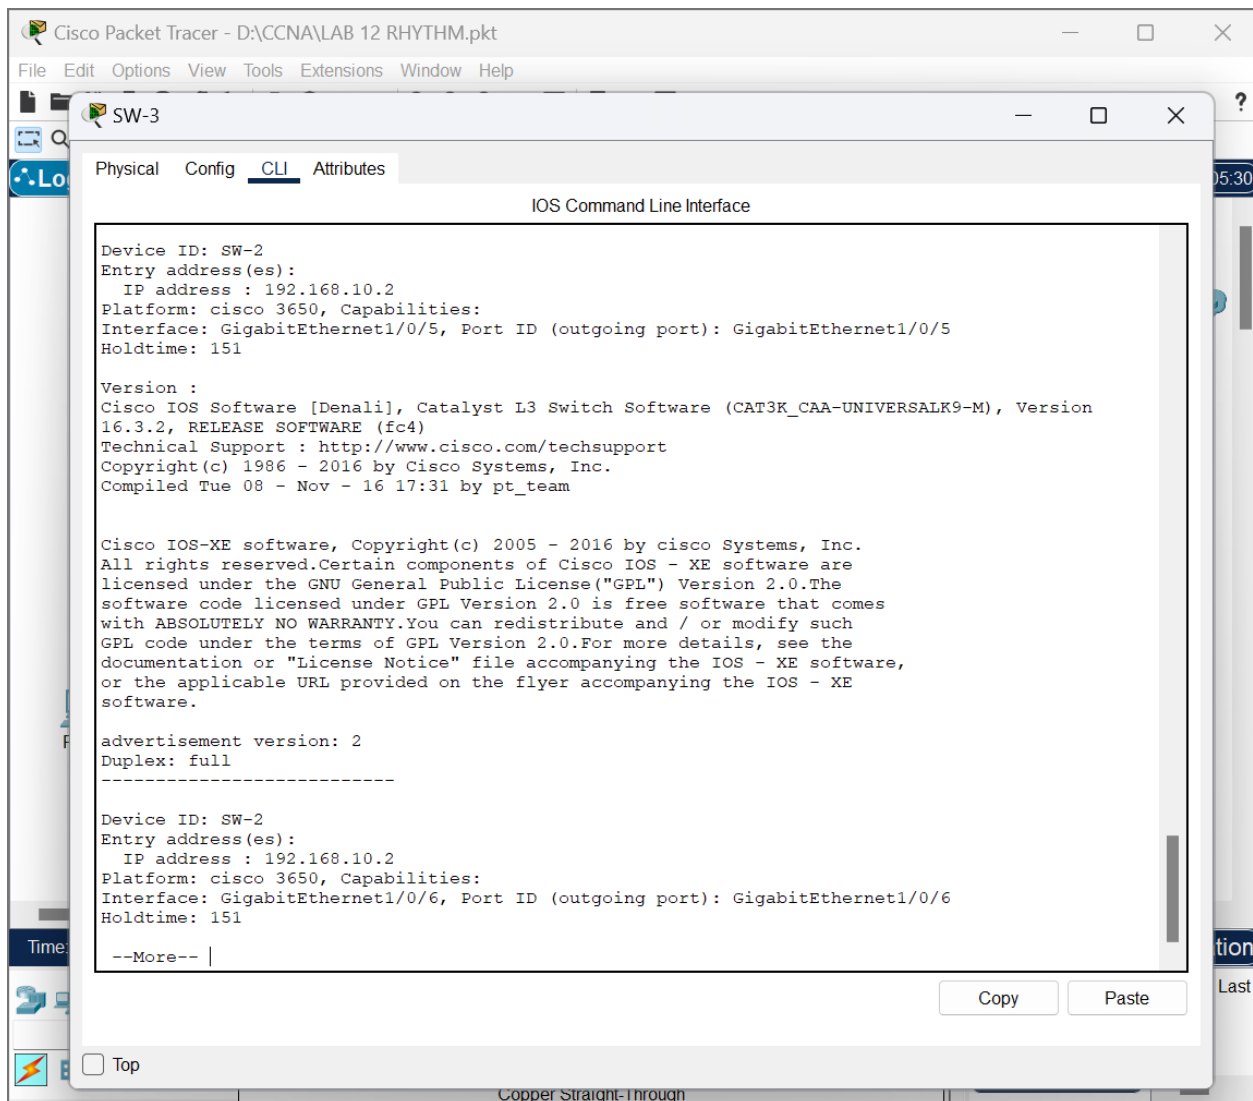 Cisco Packet Tracer - D:\CCNA\LAB 12 RHYTHM.pkt
File Edit Options View Tools Extensions Window Help
?
SW-3
Physical Config CLI Attributes
05:30
IOS Command Line Interface
Device ID: SW-2
Entry address(es):
IP address : 192.168.10.2
Platform: cisco 3650, Capabilities:
Interface: GigabitEthernet1/0/5, Port ID (outgoing port): GigabitEthernet1/0/5
Holdtime: 151
Version :
Cisco IOS Software [Denali], Catalyst L3 Switch Software (CAT3K_CAA-UNIVERSALK9-M), Version
16.3.2, RELEASE SOFTWARE (fc4)
Technical Support : http://www.cisco.com/techsupport
Copyright(c) 1986 - 2016 by Cisco Systems, Inc.
Compiled Tue 08 - Nov - 16 17:31 by pt_team
Cisco IOS-XE software, Copyright(c) 2005 - 2016 by cisco Systems, Inc.
All rights reserved.Certain components of Cisco IOS - XE software are
licensed under the GNU General Public License("GPL") Version 2.0.The
software code licensed under GPL Version 2.0 is free software that comes
with ABSOLUTELY NO WARRANTY.You can redistribute and / or modify such
GPL code under the terms of GPL Version 2.0.For more details, see the
documentation or "License Notice" file accompanying the IOS - XE software,
or the applicable URL provided on the flyer accompanying the IOS - XE
software.
advertisement version: 2
Duplex: full
---------------------------
Device ID: SW-2
Entry address(es):
IP address : 192.168.10.2
Platform: cisco 3650, Capabilities:
Interface: GigabitEthernet1/0/6, Port ID (outgoing port): GigabitEthernet1/0/6
Holdtime: 151
--More--
Time:
Copy Paste
Last
Top
Copper Straight-Through